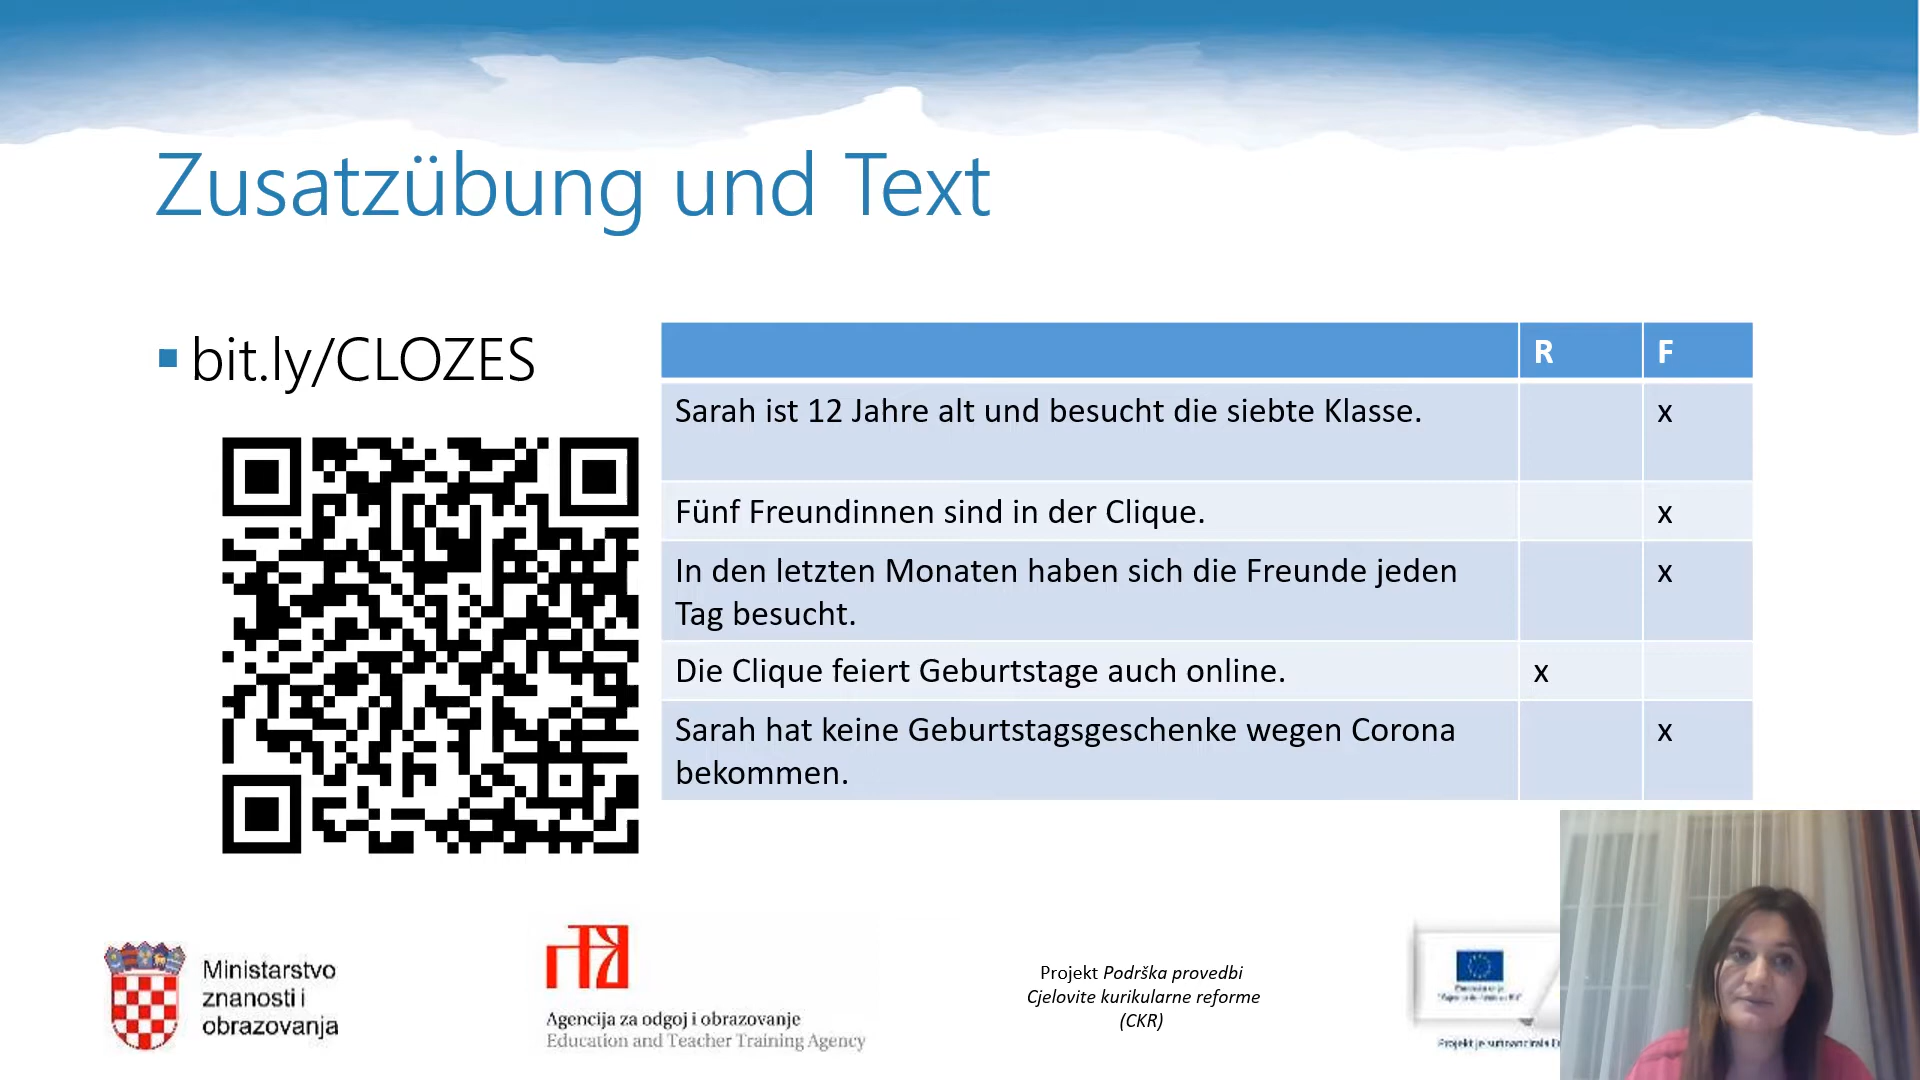 Zusatzübung und Text
bit.ly/CLOZES
R F
Sarah ist 12 Jahre alt und besucht die siebte Klasse. x
Fünf Freundinnen sind in der Clique. x
In den letzten Monaten haben sich die Freunde jeden x
Tag besucht.
Die Clique feiert Geburtstage auch online. x
Sarah hat keine Geburtstagsgeschenke wegen Corona x
bekommen.
Ministarstvo
znanosti i
obrazovanja
Agencija za odgoj i obrazovanje
Education and Teacher Training Agency
Projekt Podrška provedbi
Cjelovite kurikularne reforme
(CKR)
Projekt je sufinancirala